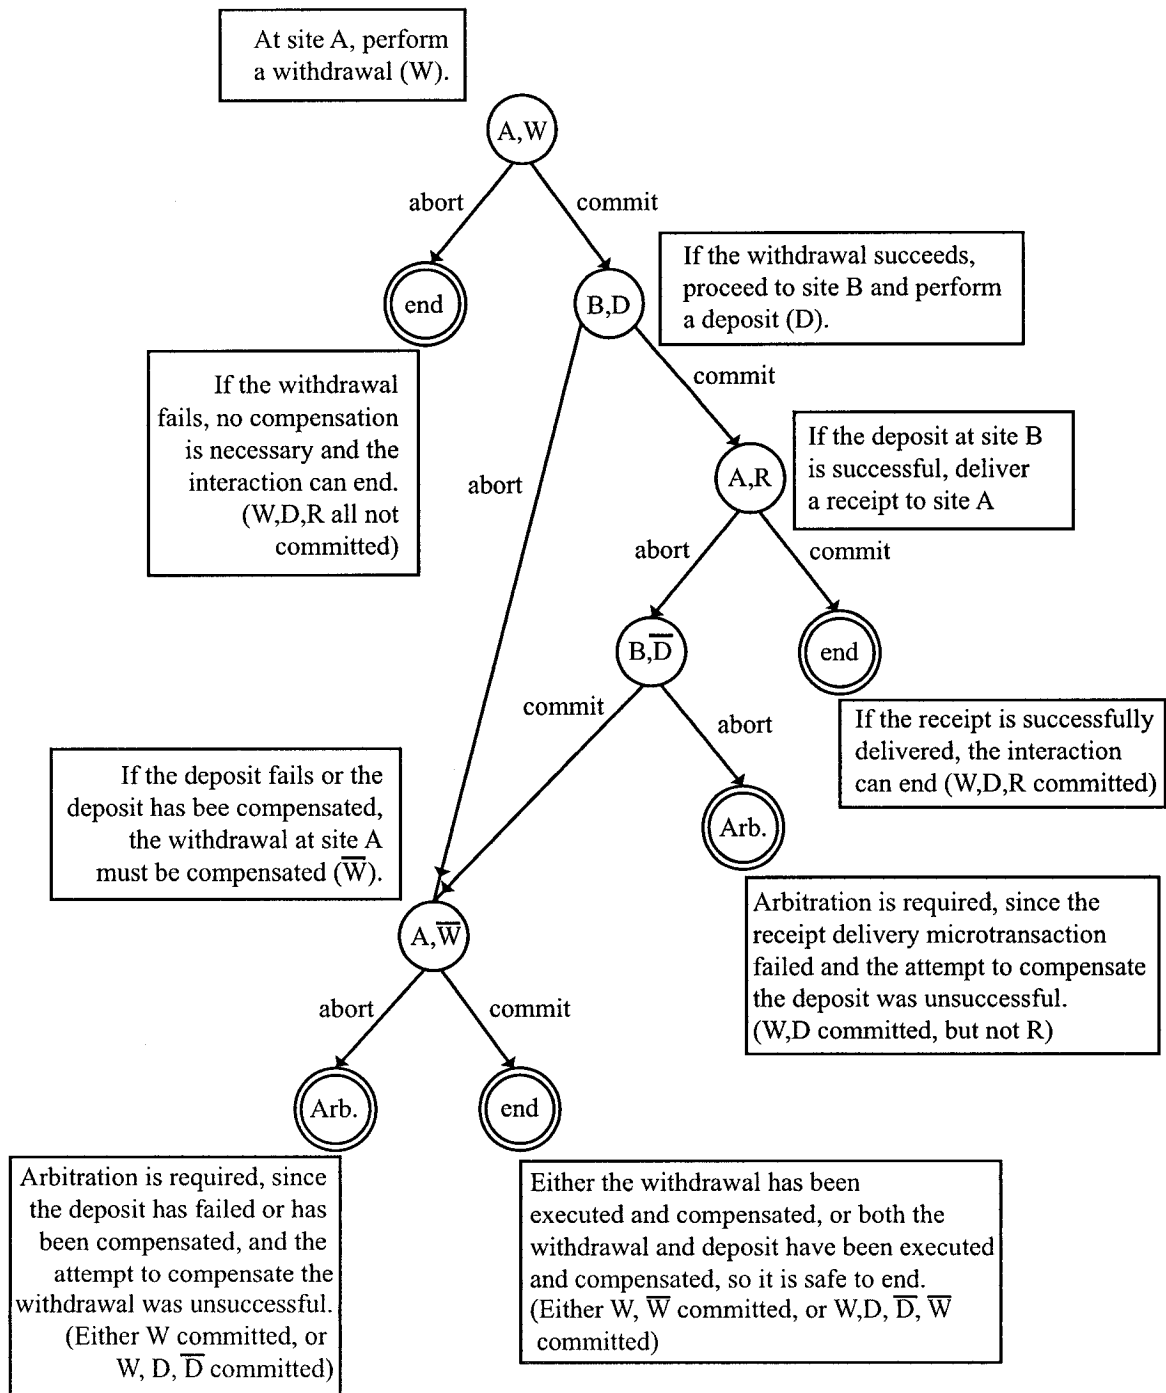 At site A, perform
a withdrawal (W).
A,W
abort
commit
If the withdrawal succeeds,
proceed to site B and perform
a deposit (D).
end
B,D
If the withdrawal
fails, no compensation
is necessary and the
interaction can end.
(W,D,R all not
committed)
commit
abort
If the deposit at site B
is successful, deliver
a receipt to site A
A,R
abort
commit
B,D̅
end
commit
abort
If the receipt is successfully
delivered, the interaction
can end (W,D,R committed)
If the deposit fails or the
deposit has bee compensated,
the withdrawal at site A
must be compensated (W̅).
Arb.
Arbitration is required, since the
receipt delivery microtransaction
failed and the attempt to compensate
the deposit was unsuccessful.
(W,D committed, but not R)
A,W̅
abort
commit
Arb.
end
Arbitration is required, since
the deposit has failed or has
been compensated, and the
attempt to compensate the
withdrawal was unsuccessful.
(Either W committed, or
W, D, D̅ committed)
Either the withdrawal has been
executed and compensated, or both the
withdrawal and deposit have been executed
and compensated, so it is safe to end.
(Either W, W̅ committed, or W,D, D̅, W̅
committed)